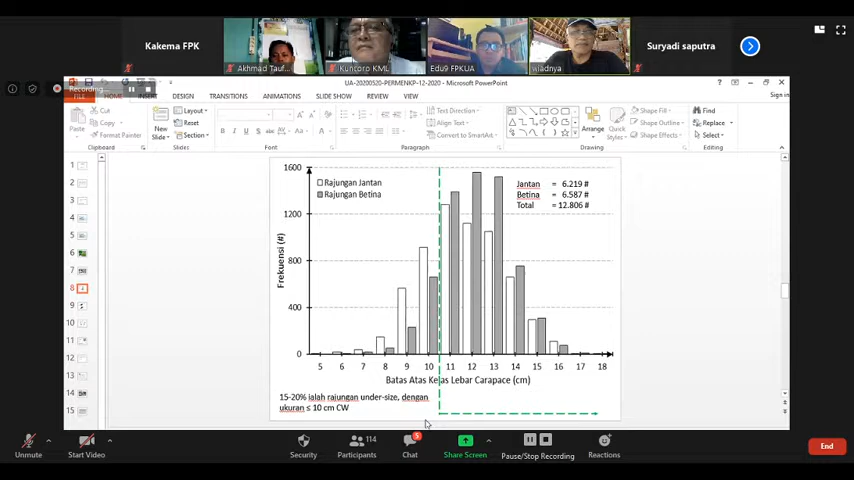 Kakema FPK
Akhmad Tauf...
Kuncoro KML
Edu9 FPKUA
wiadnya
Suryadi saputra
Recording...
UA-20200520-PERMENKP-12-2020 - Microsoft PowerPoint
Sign in
FILE HOME DESIGN TRANSITIONS ANIMATIONS SLIDE SHOW REVIEW VIEW
Cut
Copy
Format Painter
Paste
Clipboard
New Slide
Layout
Reset
Section
Slides
Font
Text Direction
Align Text
Convert to SmartArt
Paragraph
Arrange
Quick Styles
Shape Fill
Shape Outline
Shape Effects
Drawing
Find
Replace
Select
Editing
1
2
3
4
5
6
7
8
9
10
11
12
13
14
15
1600
1200
800
400
0
Frekuensi (#)
Rajungan Jantan
Rajungan Betina
Jantan = 6.219 #
Betina = 6.587 #
Total = 12.806 #
5 6 7 8 9 10 11 12 13 14 15 16 17 18
Batas Atas Kelas Lebar Carapace (cm)
15-20% ialah rajungan under-size, dengan
ukuran ≤ 10 cm CW
Unmute
Start Video
Security
114
Participants
5
Chat
Share Screen
Pause/Stop Recording
Reactions
End